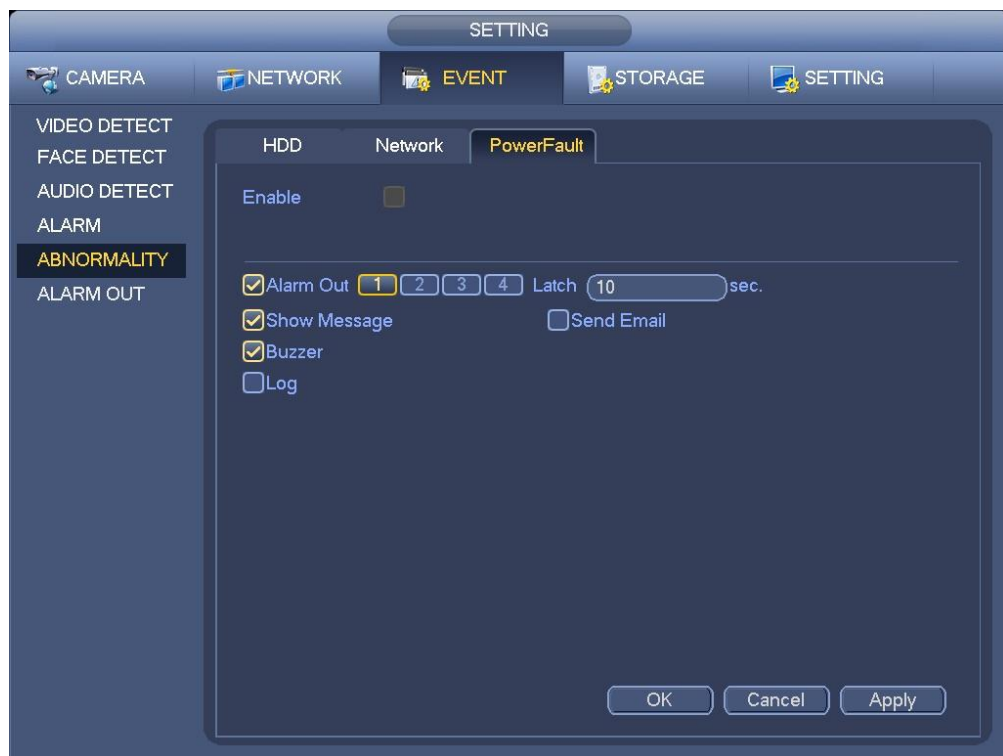 SETTING
CAMERA NETWORK EVENT STORAGE SETTING
VIDEO DETECT
FACE DETECT
AUDIO DETECT
ALARM
ABNORMALITY
ALARM OUT
HDD Network PowerFault
Enable
Alarm Out 1 2 3 4 Latch 10 sec.
Show Message Send Email
Buzzer
Log
OK Cancel Apply